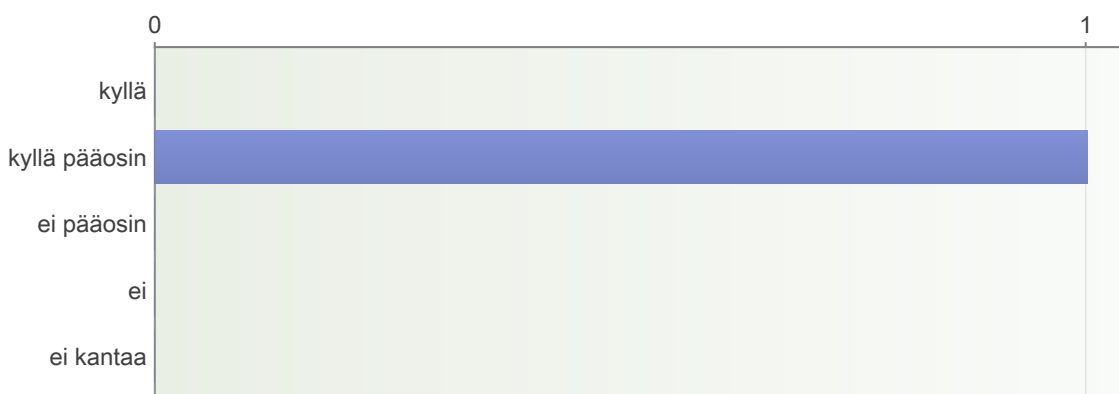 0 1
kyllä
kyllä pääosin
ei pääosin
ei
ei kantaa